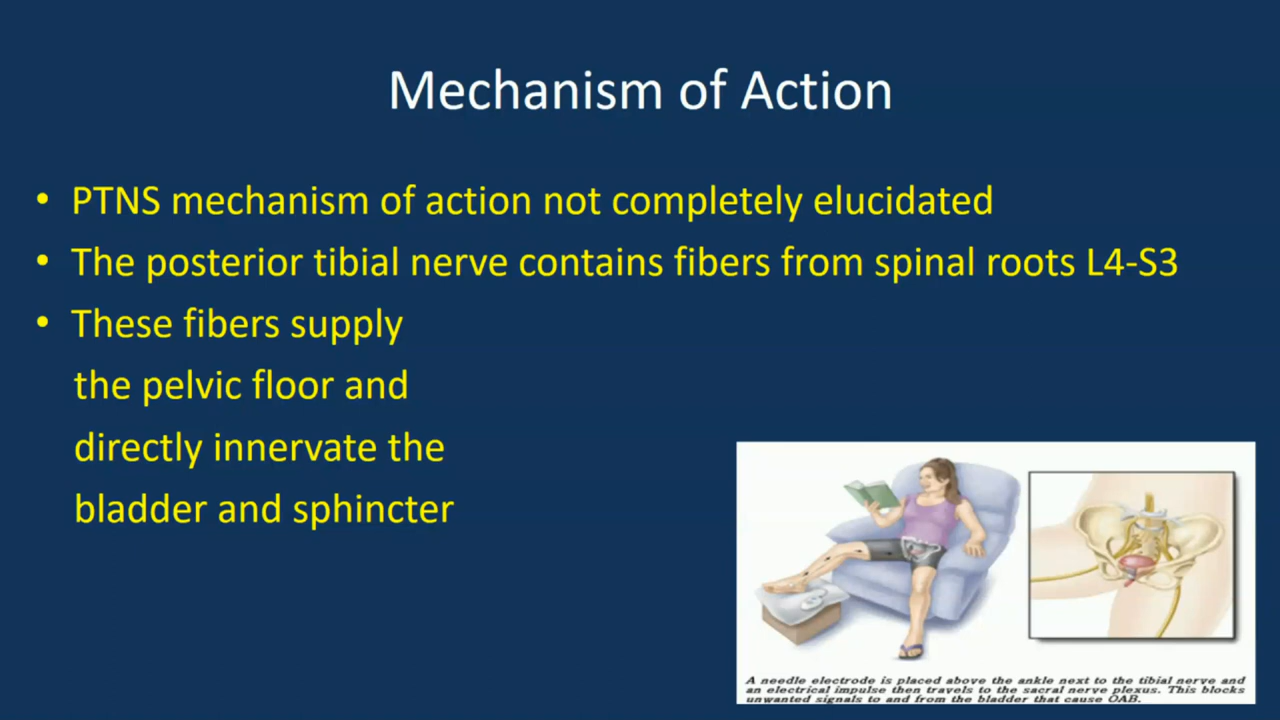 Mechanism of Action
• PTNS mechanism of action not completely elucidated
• The posterior tibial nerve contains fibers from spinal roots L4-S3
• These fibers supply
the pelvic floor and
directly innervate the
bladder and sphincter
A needle electrode is placed above the ankle next to the tibial nerve and
an electrical impulse then travels to the sacral nerve plexus. This blocks
unwanted signals to and from the bladder that cause OAB.